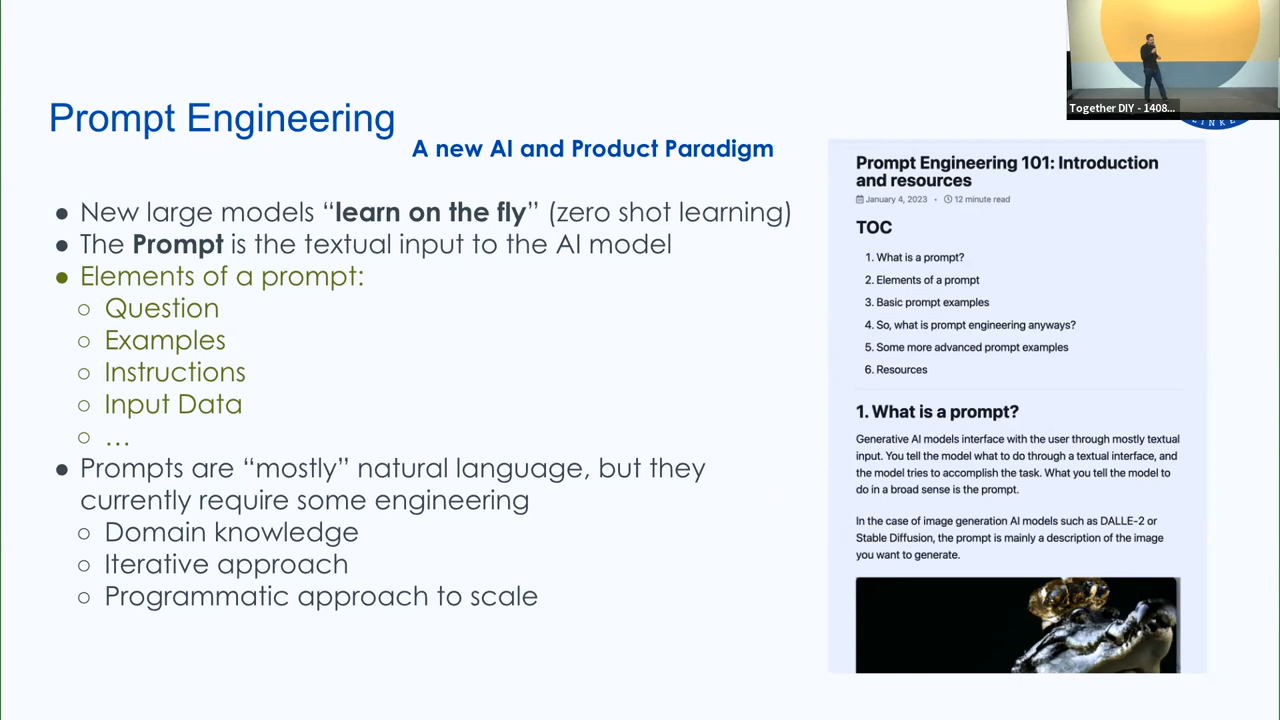 Together DIY - 1408...
Prompt Engineering
A new AI and Product Paradigm
● New large models “learn on the fly” (zero shot learning)
● The Prompt is the textual input to the AI model
● Elements of a prompt:
○ Question
○ Examples
○ Instructions
○ Input Data
○ …
● Prompts are “mostly” natural language, but they
currently require some engineering
○ Domain knowledge
○ Iterative approach
○ Programmatic approach to scale
Prompt Engineering 101: Introduction
and resources
January 4, 2023 • 12 minute read
TOC
1. What is a prompt?
2. Elements of a prompt
3. Basic prompt examples
4. So, what is prompt engineering anyways?
5. Some more advanced prompt examples
6. Resources
1. What is a prompt?
Generative AI models interface with the user through mostly textual
input. You tell the model what to do through a textual interface, and
the model tries to accomplish the task. What you tell the model to
do in a broad sense is the prompt.
In the case of image generation AI models such as DALLE-2 or
Stable Diffusion, the prompt is mainly a description of the image
you want to generate.